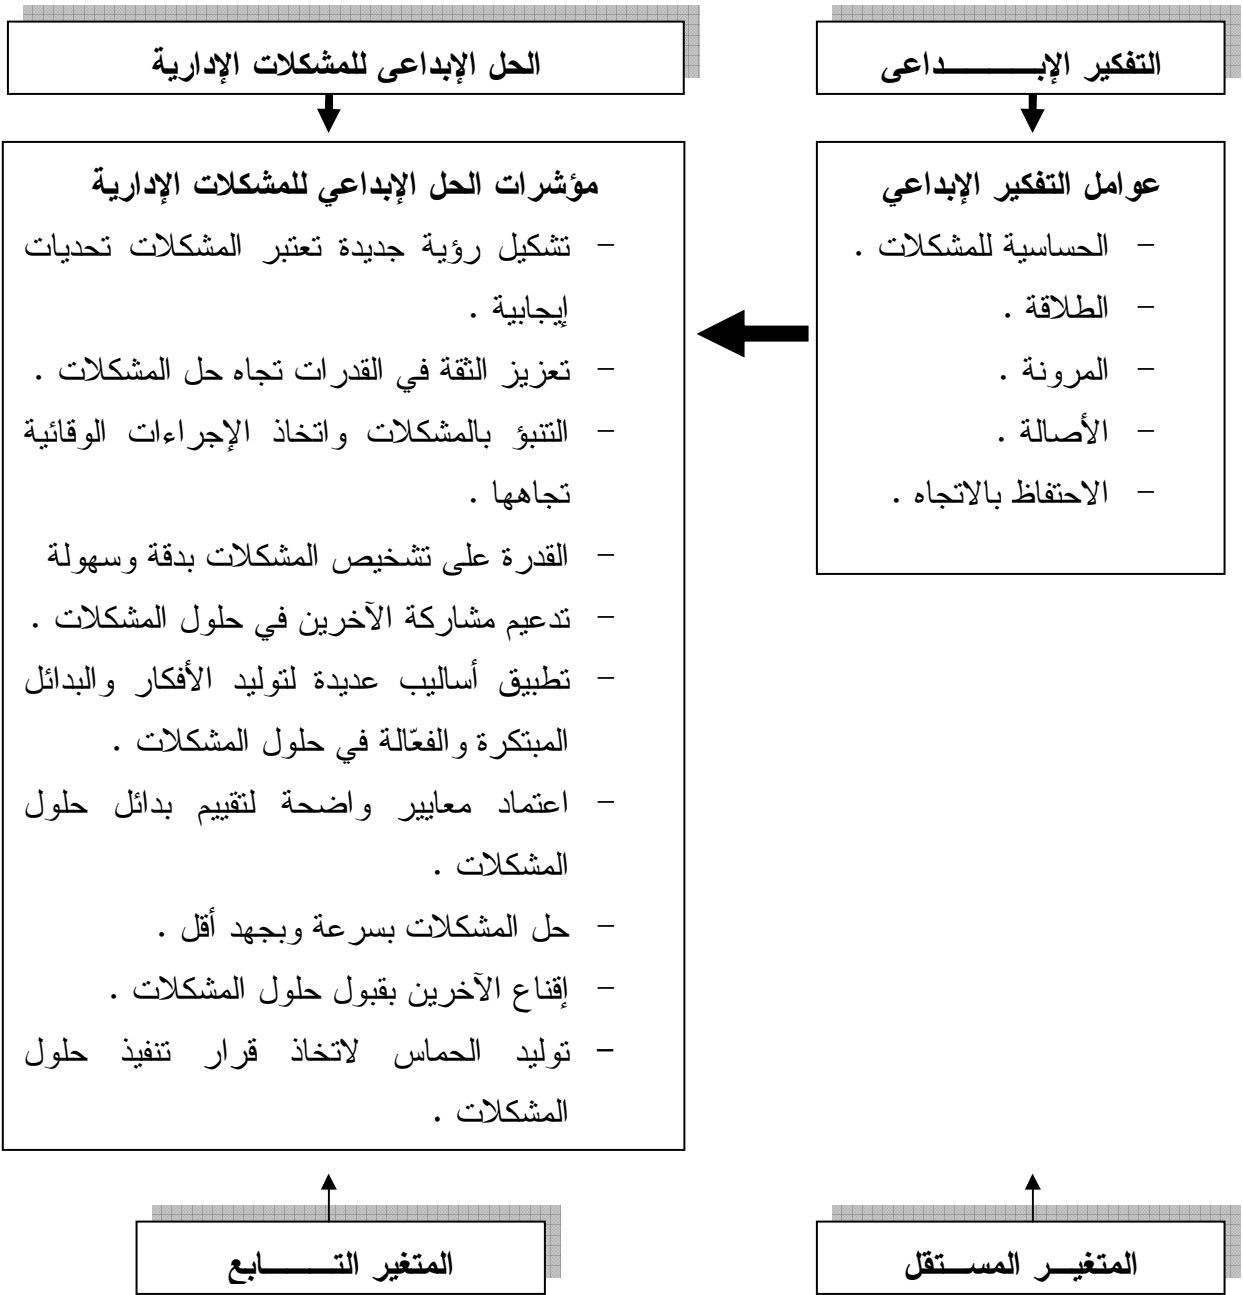 التفكير الإبـــــــــداعى
عوامل التفكير الإبداعي
– الحساسية للمشكلات .
– الطلاقة .
– المرونة .
– الأصالة .
– الاحتفاظ بالاتجاه .
المتغيـــر المســـتقل
الحل الإبداعى للمشكلات الإدارية
مؤشرات الحل الإبداعي للمشكلات الإدارية
– تشكيل رؤية جديدة تعتبر المشكلات تحديات
إيجابية .
– تعزيز الثقة في القدرات تجاه حل المشكلات .
– التنبؤ بالمشكلات واتخاذ الإجراءات الوقائية
تجاهها .
– القدرة على تشخيص المشكلات بدقة وسهولة
– تدعيم مشاركة الآخرين في حلول المشكلات .
– تطبيق أساليب عديدة لتوليد الأفكار والبدائل
المبتكرة والفعّالة في حلول المشكلات .
– اعتماد معايير واضحة لتقييم بدائل حلول
المشكلات .
– حل المشكلات بسرعة وبجهد أقل .
– إقناع الآخرين بقبول حلول المشكلات .
– توليد الحماس لاتخاذ قرار تنفيذ حلول
المشكلات .
المتغير التــــــــابع